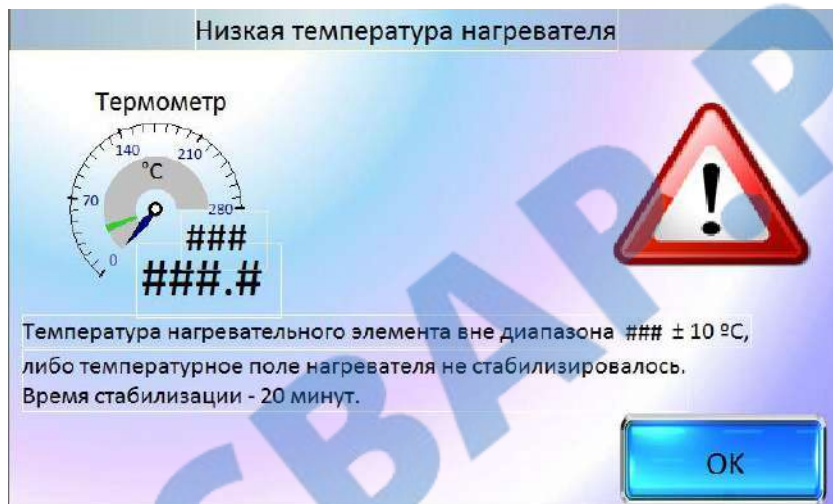 Низкая температура нагревателя
Термометр
140
210
°C
70
280
0
###
###.#
Температура нагревательного элемента вне диапазона ### ± 10 ºC,
либо температурное поле нагревателя не стабилизировалось.
Время стабилизации - 20 минут.
OK
СВАР.Р